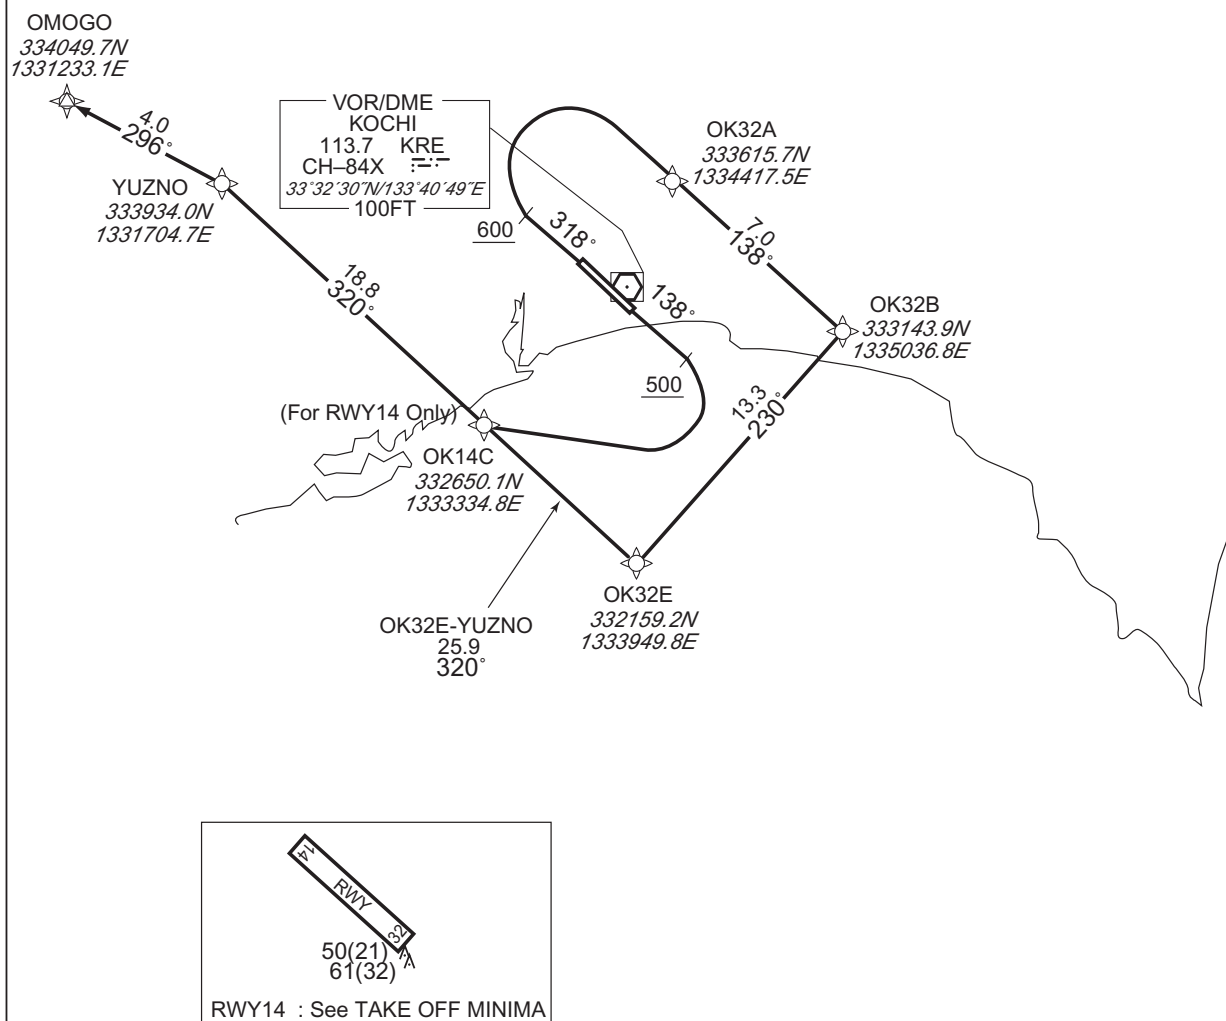 OMOGO
334049.7N
1331233.1E
4.0
296°
YUZNO
333934.0N
1331704.7E
VOR/DME
KOCHI
113.7 KRE
CH–84X
33°32´30˝N/133°40´49˝E
100FT
OK32A
333615.7N
1334417.5E
600
318°
7.0
138°
18.8
320°
138°
OK32B
333143.9N
1335036.8E
500
13.3
230°
(For RWY14 Only)
OK14C
332650.1N
1333334.8E
OK32E
332159.2N
1333949.8E
OK32E-YUZNO
25.9
320°
14
RWY
32
50(21)
61(32)
RWY14 : See TAKE OFF MINIMA